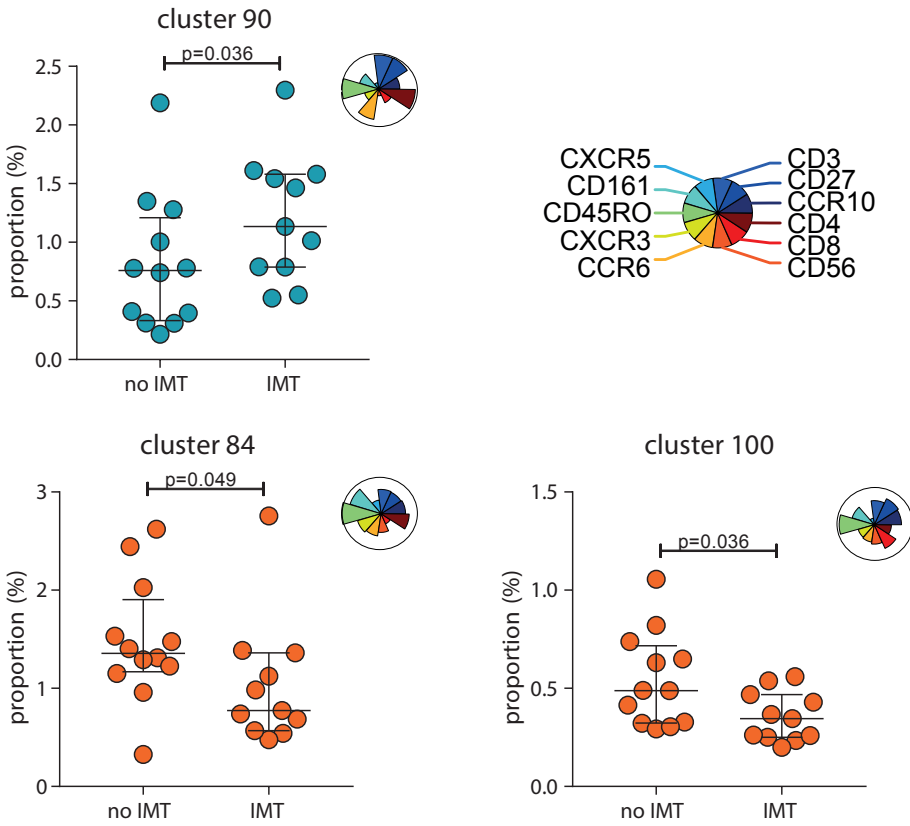 cluster 90
p=0.036
2.5
2.0
1.5
1.0
0.5
0.0
proportion (%)
no IMT
IMT
CXCR5
CD161
CD45RO
CXCR3
CCR6
CD3
CD27
CCR10
CD4
CD8
CD56
cluster 84
p=0.049
3
2
1
0
proportion (%)
no IMT
IMT
cluster 100
p=0.036
1.5
1.0
0.5
0.0
proportion (%)
no IMT
IMT